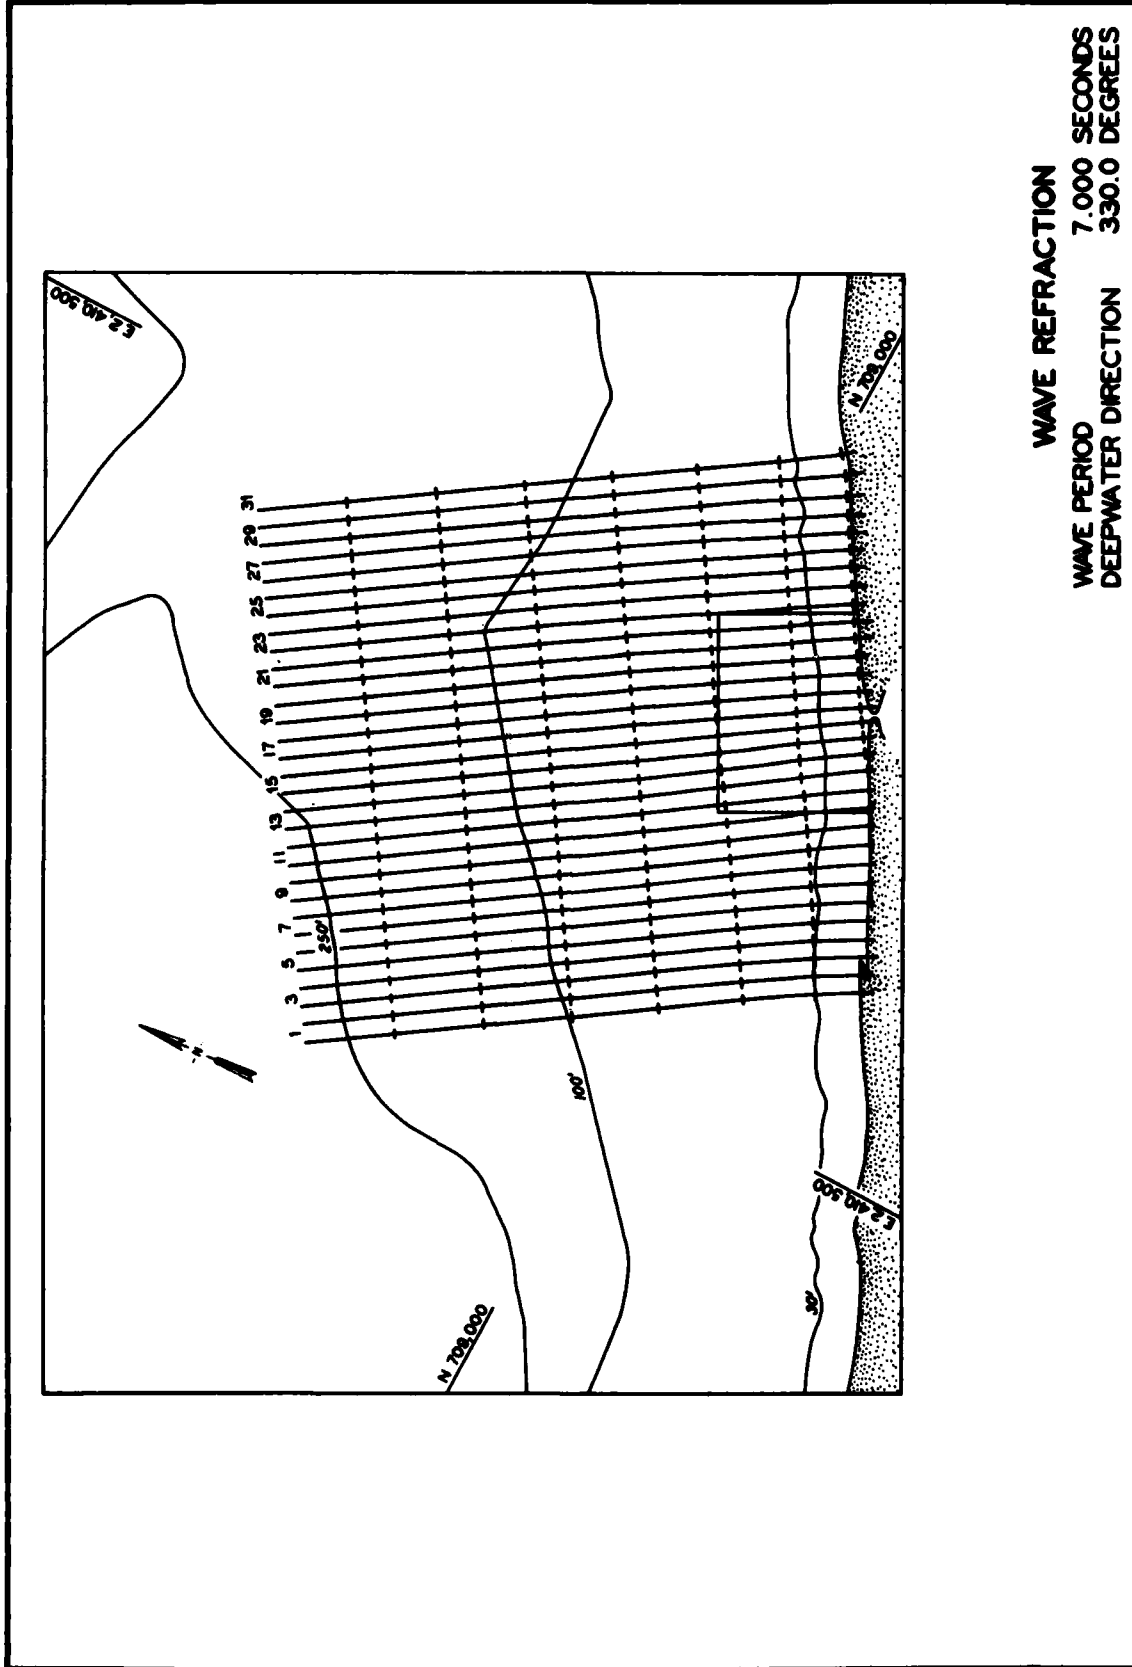 E 2,410,500
31
29
27
25
23
21
19
17
15
13
11
9
7
5
3
1
250'
N
100'
30'
N 708,000
E 2,410,500
N 708,000
WAVE REFRACTION
WAVE PERIOD 7.000 SECONDS
DEEPWATER DIRECTION 330.0 DEGREES